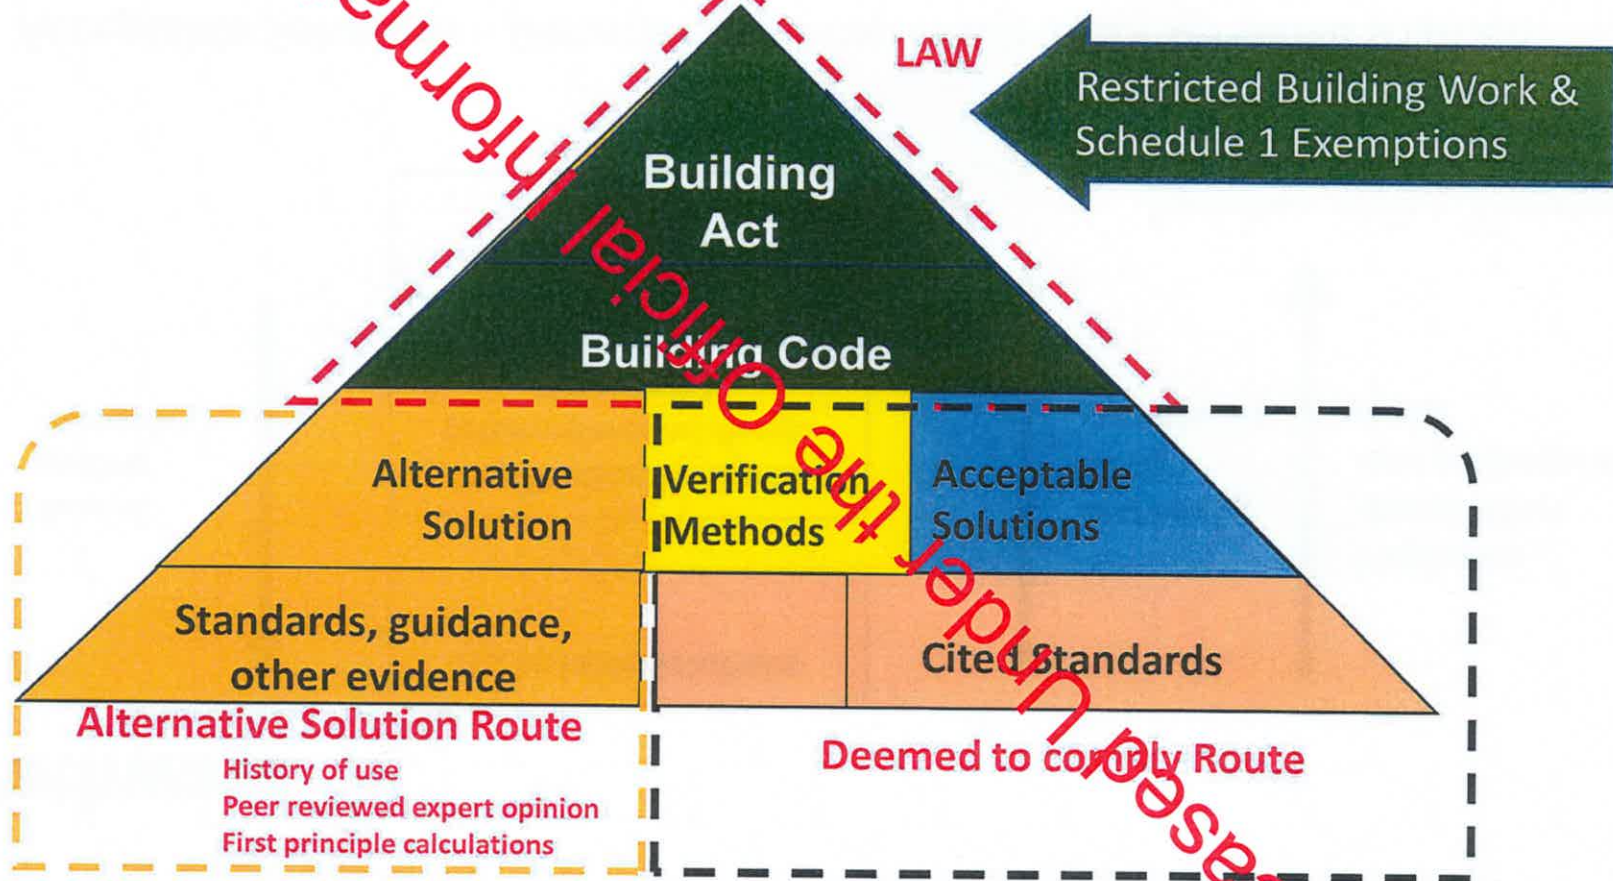 LAW
Restricted Building Work &
Schedule 1 Exemptions
Building
Act
Building Code
Alternative
Solution
Verification
Methods
Acceptable
Solutions
Standards, guidance,
other evidence
Cited Standards
Alternative Solution Route
History of use
Peer reviewed expert opinion
First principle calculations
Deemed to comply Route
ased Under the Official Informa